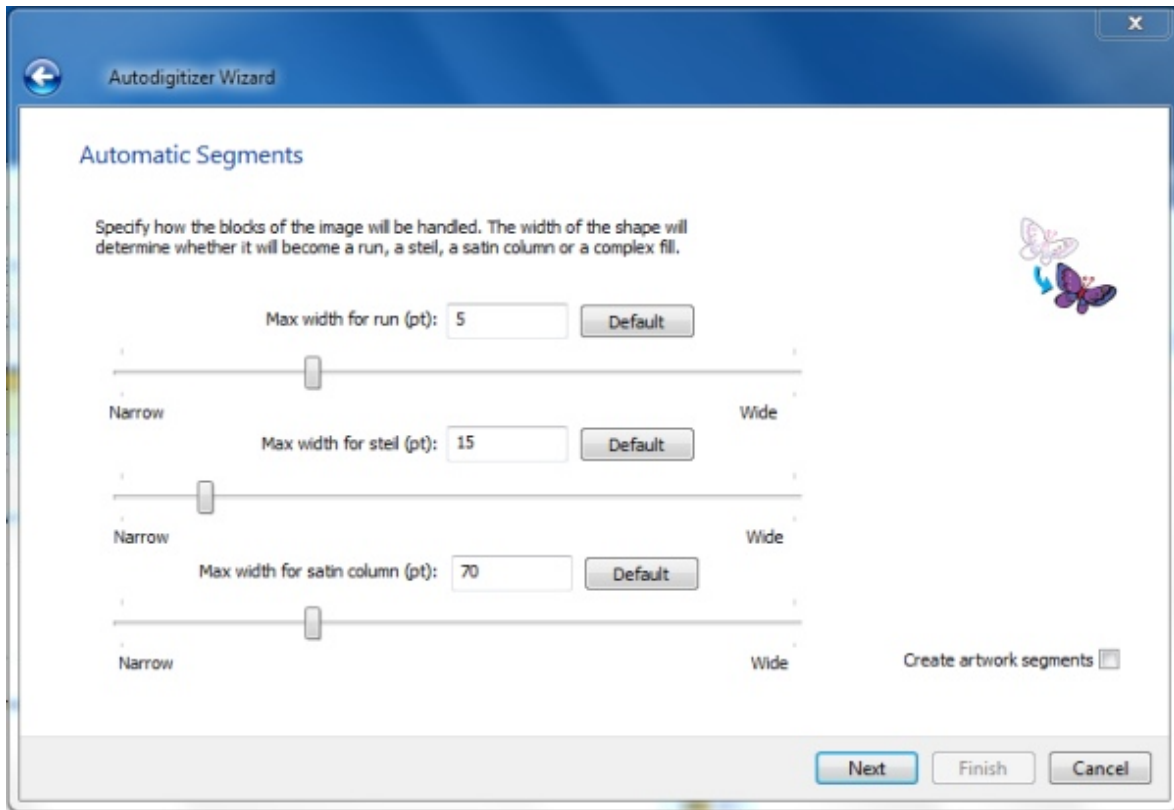 x
Autodigitizer Wizard
Automatic Segments
Specify how the blocks of the image will be handled. The width of the shape will
determine whether it will become a run, a steil, a satin column or a complex fill.
Max width for run (pt): 5 Default
Narrow Wide
Max width for steil (pt): 15 Default
Narrow Wide
Max width for satin column (pt): 70 Default
Narrow Wide
Create artwork segments
Next Finish Cancel